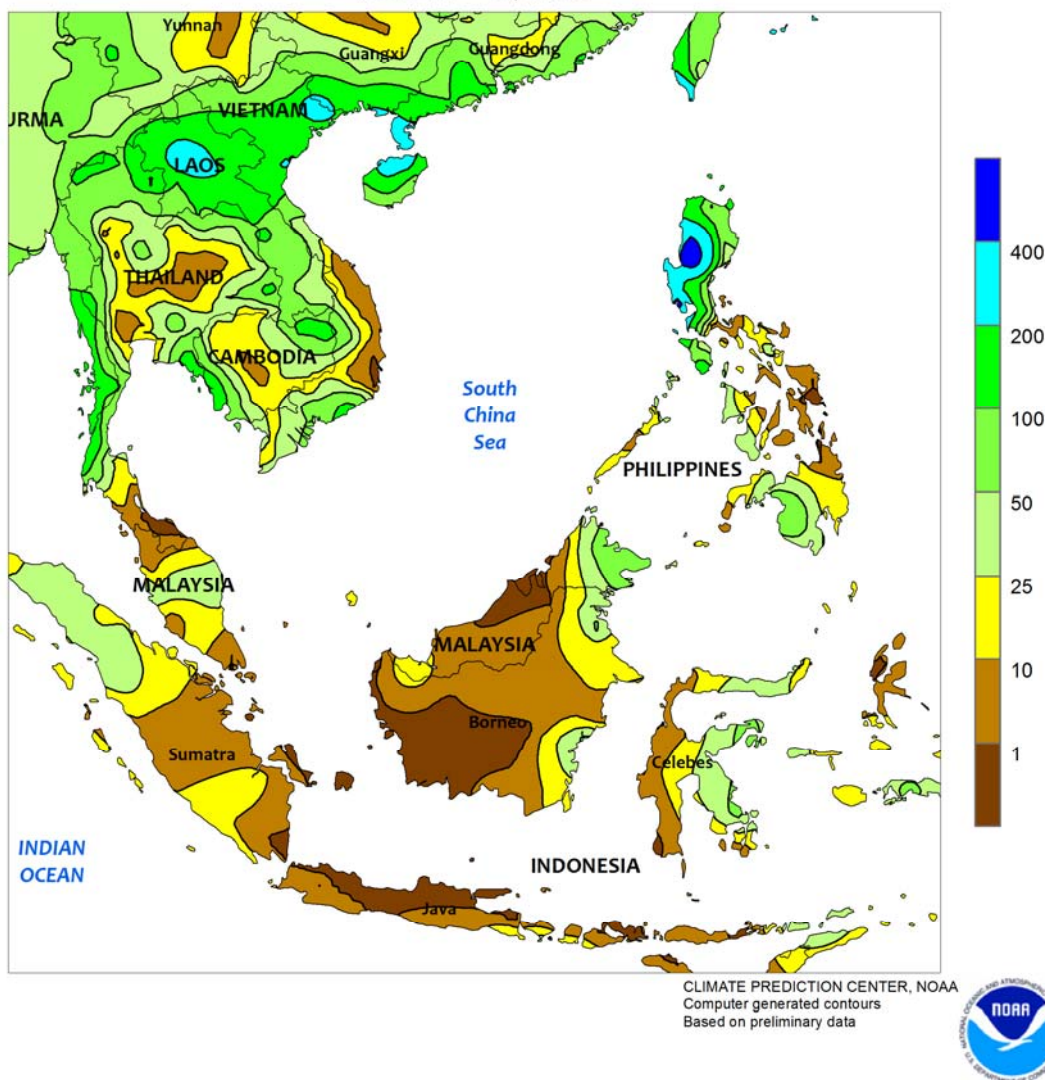 Yunnan
Guangxi
Guangdong
URMA
VIETNAM
LAOS
THAILAND
CAMBODIA
South
China
Sea
PHILIPPINES
MALAYSIA
MALAYSIA
Borneo
Sumatra
Celebes
INDIAN
OCEAN
INDONESIA
Java
400
200
100
50
25
10
1
CLIMATE PREDICTION CENTER, NOAA
Computer generated contours
Based on preliminary data
NOAA